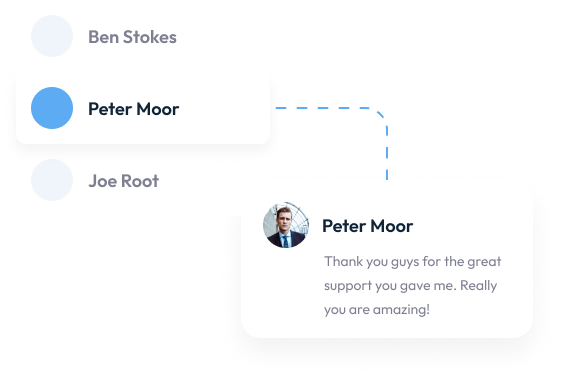 Ben Stokes
Peter Moor
Joe Root
Peter Moor
Thank you guys for the great
support you gave me. Really
you are amazing!